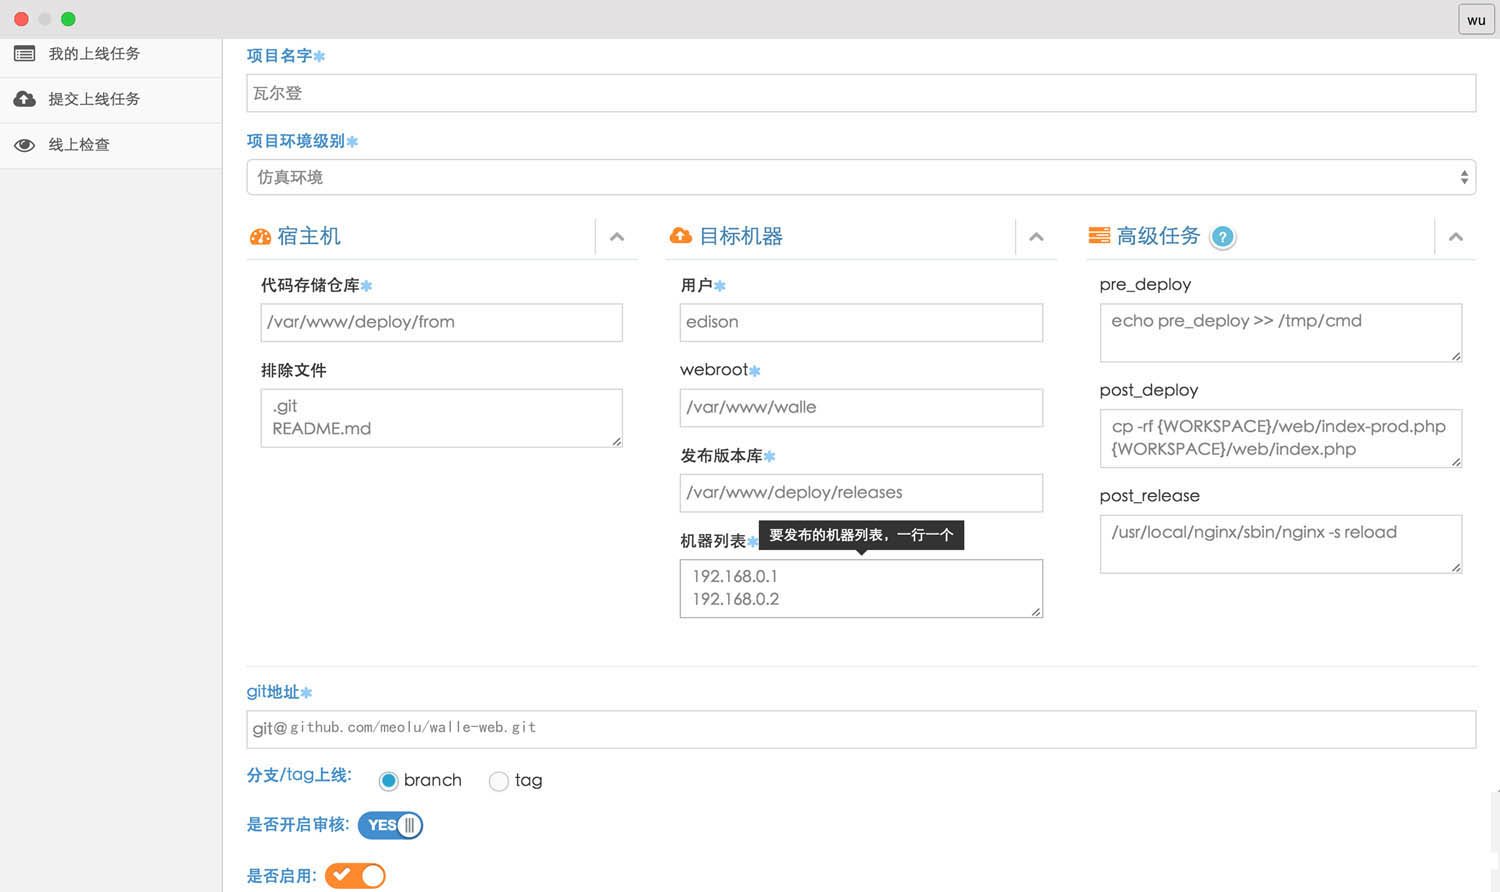 wu
我的上线任务
提交上线任务
线上检查
项目名字*
瓦尔登
项目环境级别*
仿真环境
宿主机
代码存储仓库*
/var/www/deploy/from
排除文件
.git
README.md
目标机器
用户*
edison
webroot*
/var/www/walle
发布版本库*
/var/www/deploy/releases
机器列表*
要发布的机器列表，一行一个
192.168.0.1
192.168.0.2
高级任务 ?
pre_deploy
echo pre_deploy >> /tmp/cmd
post_deploy
cp -rf {WORKSPACE}/web/index-prod.php
{WORKSPACE}/web/index.php
post_release
/usr/local/nginx/sbin/nginx -s reload
git地址*
git@github.com/meolu/walle-web.git
分支/tag上线: branch tag
是否开启审核: YES
是否启用: